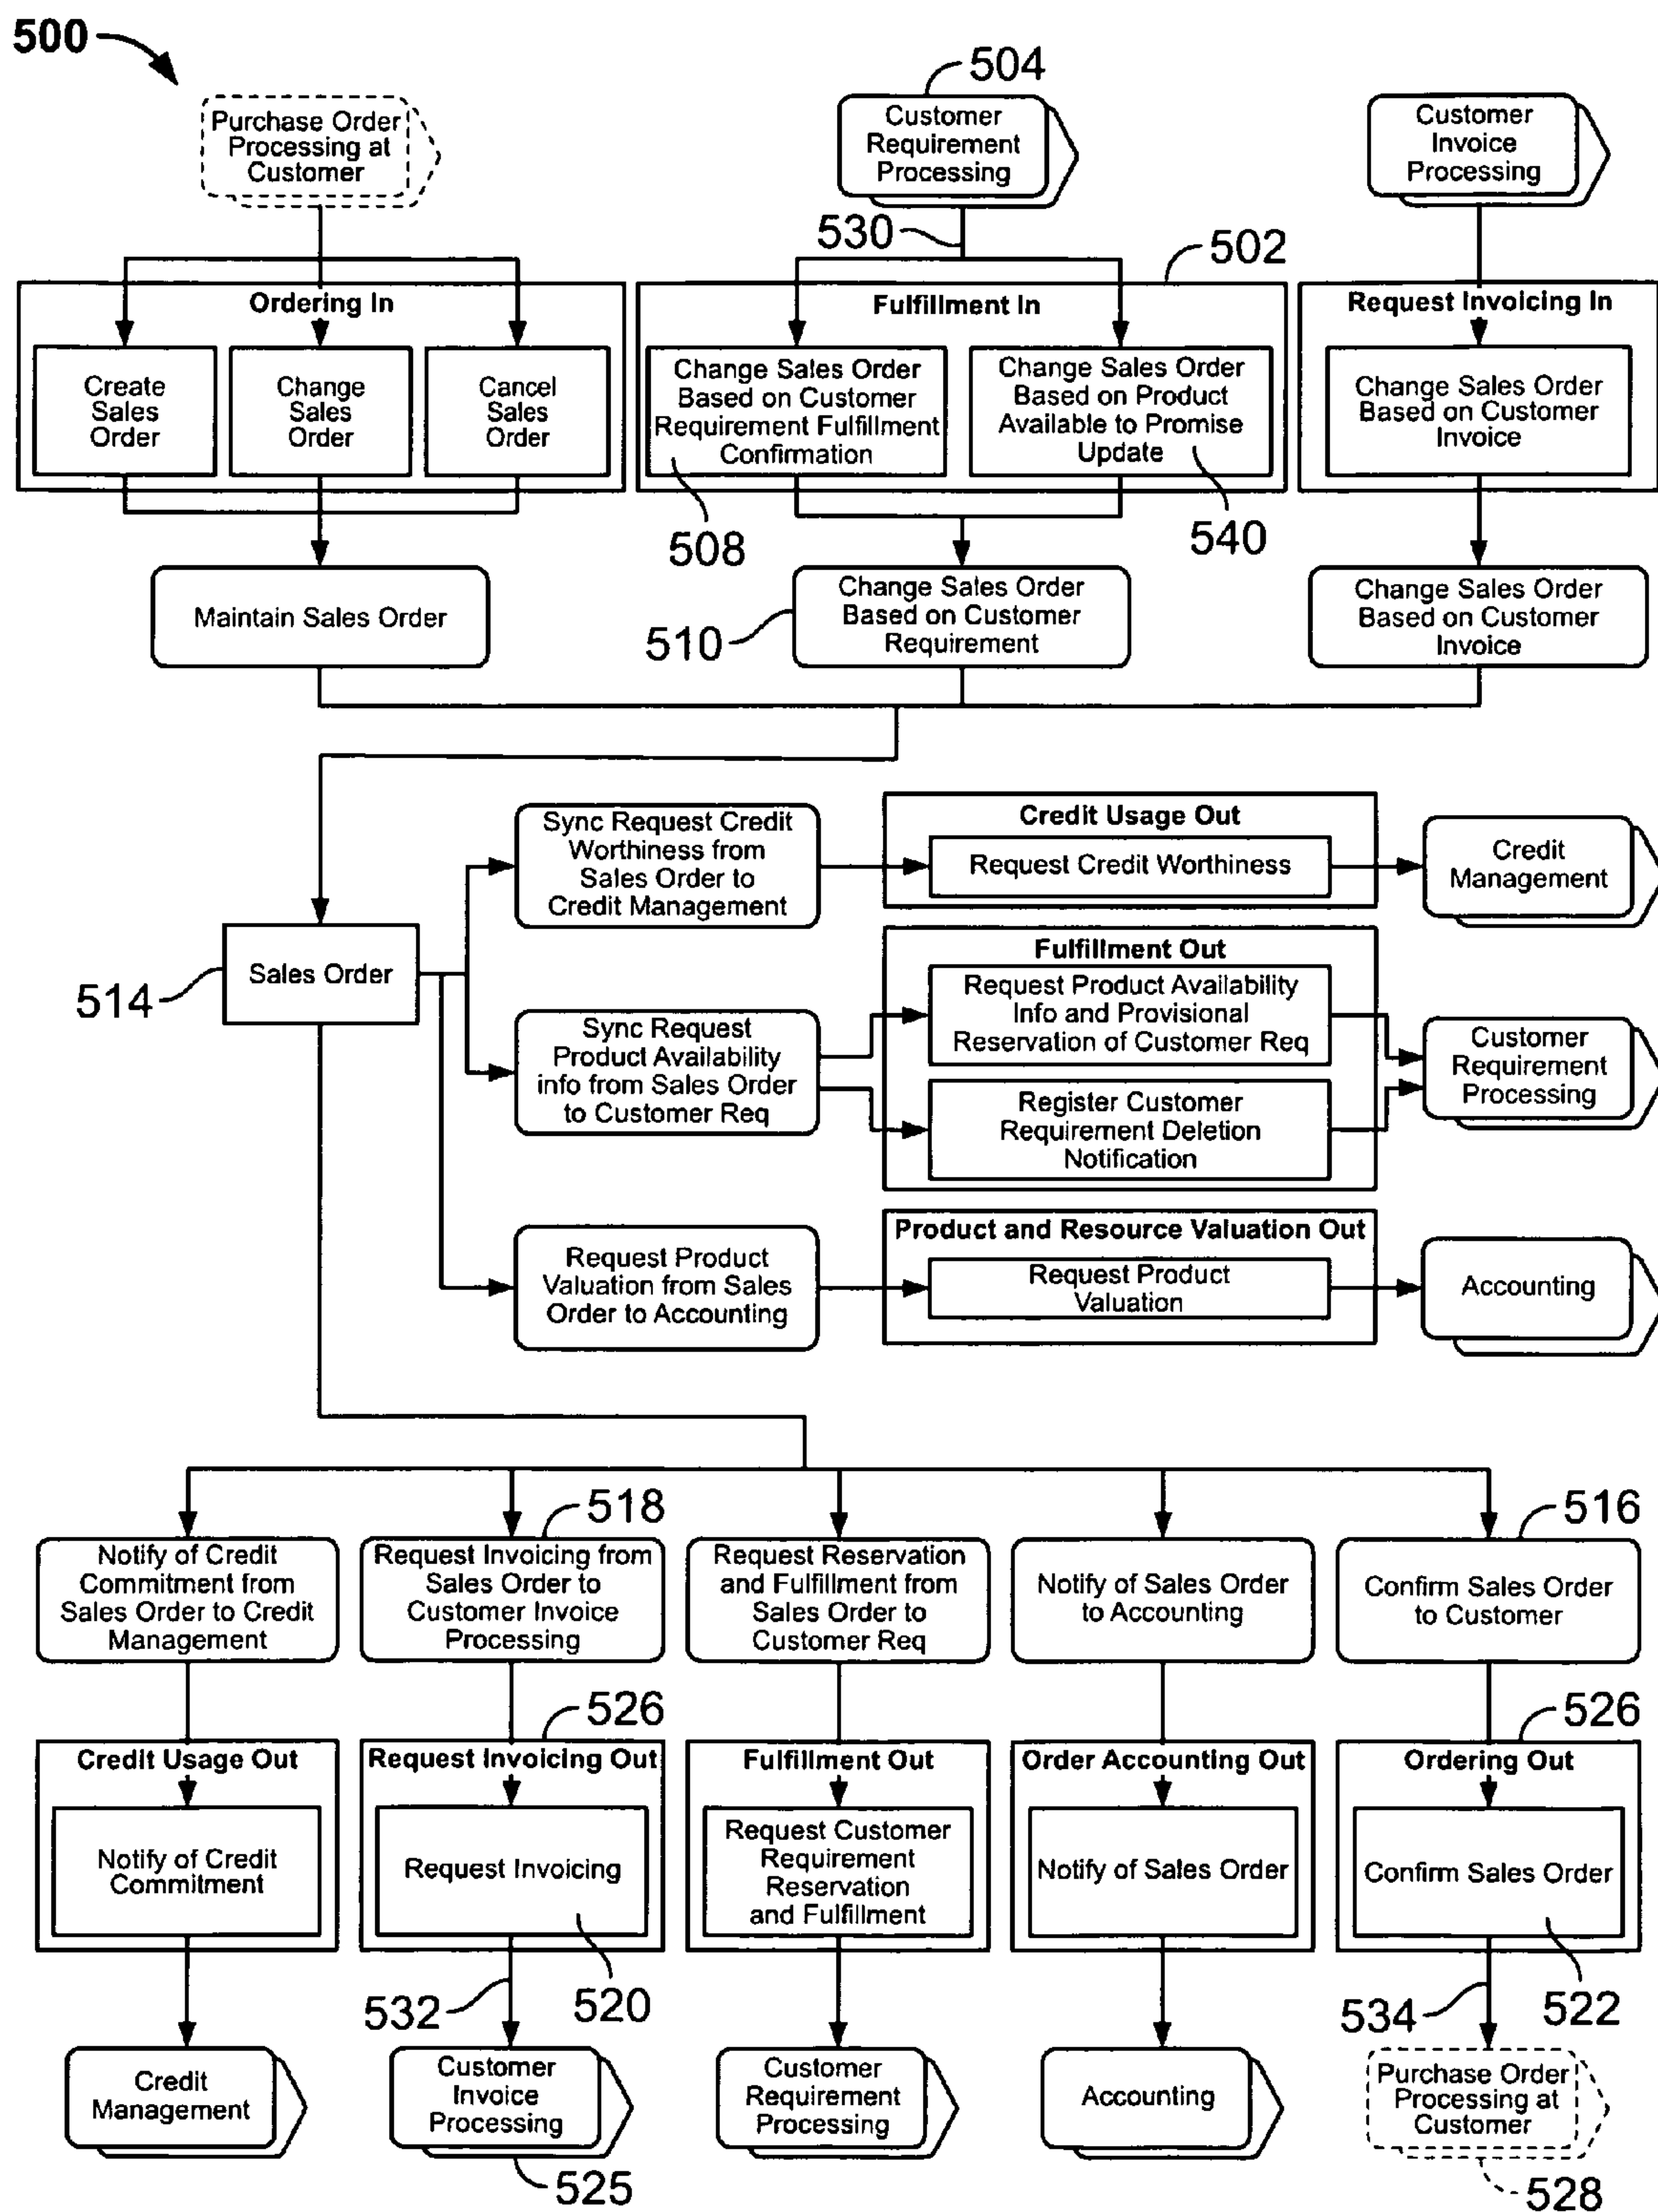 500
Purchase Order
Processing at
Customer
504
Customer
Requirement
Processing
Customer
Invoice
Processing
530
502
Ordering In
Create
Sales
Order
Change
Sales
Order
Cancel
Sales
Order
Fulfillment In
Change Sales Order
Based on Customer
Requirement Fulfillment
Confirmation
Change Sales Order
Based on Product
Available to Promise
Update
Request Invoicing In
Change Sales Order
Based on Customer
Invoice
508
540
Maintain Sales Order
510
Change Sales Order
Based on Customer
Requirement
Change Sales Order
Based on Customer
Invoice
514
Sales Order
Sync Request Credit
Worthiness from
Sales Order to
Credit Management
Credit Usage Out
Request Credit Worthiness
Credit
Management
Sync Request
Product Availability
info from Sales Order
to Customer Req
Fulfillment Out
Request Product Availability
Info and Provisional
Reservation of Customer Req
Register Customer
Requirement Deletion
Notification
Customer
Requirement
Processing
Request Product
Valuation from Sales
Order to Accounting
Product and Resource Valuation Out
Request Product
Valuation
Accounting
518
516
Notify of Credit
Commitment from
Sales Order to Credit
Management
Request Invoicing from
Sales Order to
Customer Invoice
Processing
Request Reservation
and Fulfillment from
Sales Order to
Customer Req
Notify of Sales Order
to Accounting
Confirm Sales Order
to Customer
526
526
Credit Usage Out
Notify of Credit
Commitment
Request Invoicing Out
Request Invoicing
Fulfillment Out
Request Customer
Requirement
Reservation
and Fulfillment
Order Accounting Out
Notify of Sales Order
Ordering Out
Confirm Sales Order
532
520
534
522
Credit
Management
Customer
Invoice
Processing
Customer
Requirement
Processing
Accounting
Purchase Order
Processing at
Customer
525
528